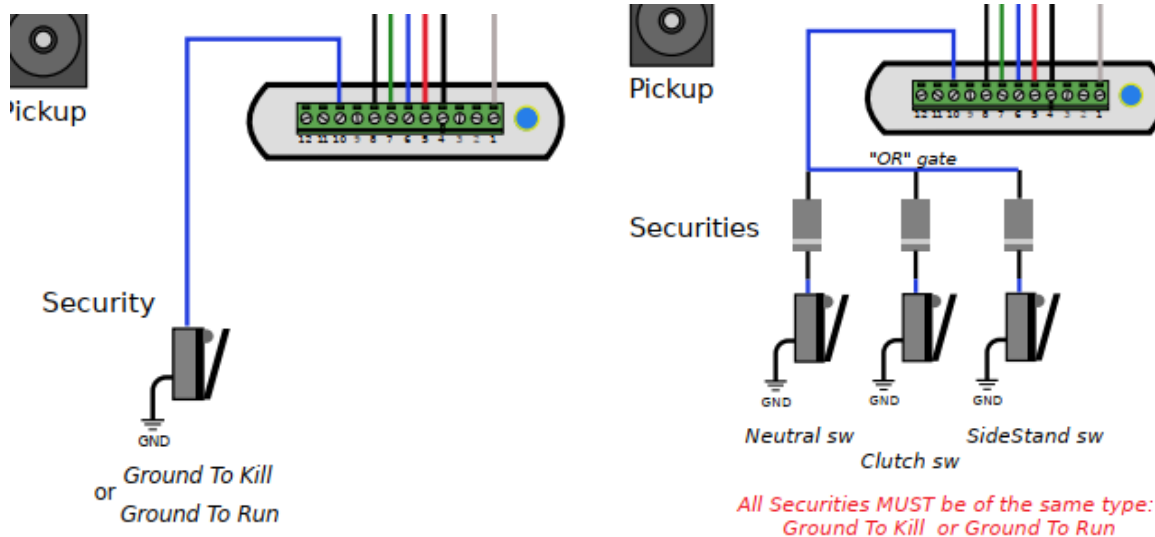 Pickup
12 11 10 9 8 7 6 5 4 3 2 1
Security
GND
Ground To Kill
or
Ground To Run
Pickup
12 11 10 9 8 7 6 5 4 3 2 1
"OR" gate
Securities
GND
GND
GND
Neutral sw
SideStand sw
Clutch sw
All Securities MUST be of the same type:
Ground To Kill or Ground To Run